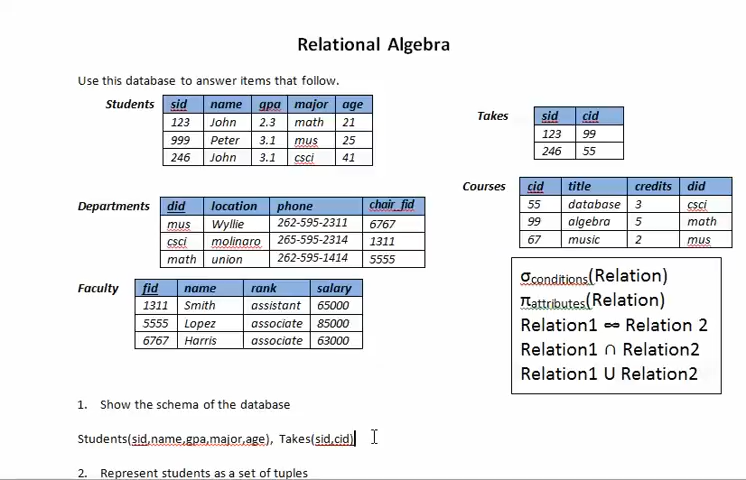 Relational Algebra
Use this database to answer items that follow.
Students
sid name gpa major age
123 John 2.3 math 21
999 Peter 3.1 mus 25
246 John 3.1 csci 41
Takes
sid cid
123 99
246 55
Departments
did location phone chair_fid
mus Wyllie 262-595-2311 6767
csci molinaro 265-595-2314 1311
math union 262-595-1414 5555
Courses
cid title credits did
55 database 3 csci
99 algebra 5 math
67 music 2 mus
Faculty
fid name rank salary
1311 Smith assistant 65000
5555 Lopez associate 85000
6767 Harris associate 63000
σconditions(Relation)
πattributes(Relation)
Relation1 ∞ Relation 2
Relation1 ∩ Relation2
Relation1 U Relation2
1. Show the schema of the database
Students(sid,name,gpa,major,age), Takes(sid,cid)
2. Represent students as a set of tuples